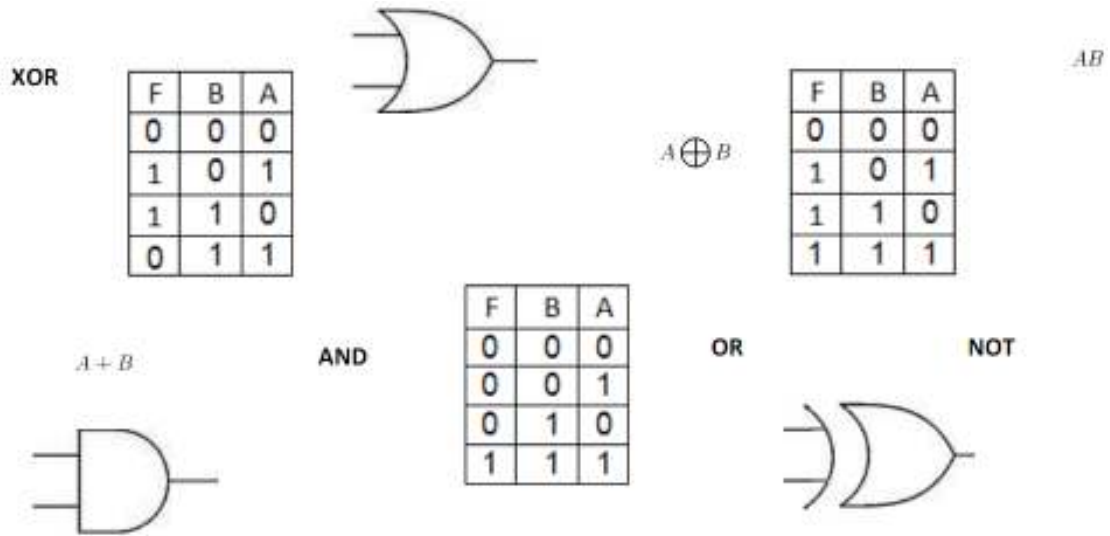 XOR
F B A
0 0 0
1 0 1
1 1 0
0 1 1
A ⊕ B
F B A
0 0 0
1 0 1
1 1 0
1 1 1
AB
A + B
AND
F B A
0 0 0
0 0 1
0 1 0
1 1 1
OR
NOT